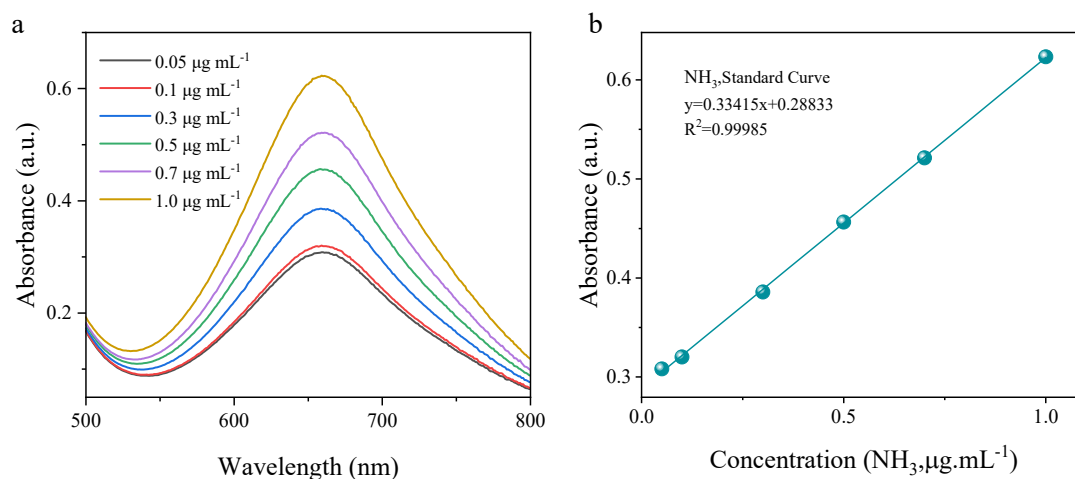 a
Absorbance (a.u.)
0.6
0.4
0.2
0.05 μg mL⁻¹
0.1 μg mL⁻¹
0.3 μg mL⁻¹
0.5 μg mL⁻¹
0.7 μg mL⁻¹
1.0 μg mL⁻¹
500
600
700
800
Wavelength (nm)
b
Absorbance (a.u.)
0.6
0.5
0.4
0.3
NH₃,Standard Curve
y=0.33415x+0.28833
R²=0.99985
0.0
0.5
1.0
Concentration (NH₃,μg.mL⁻¹)